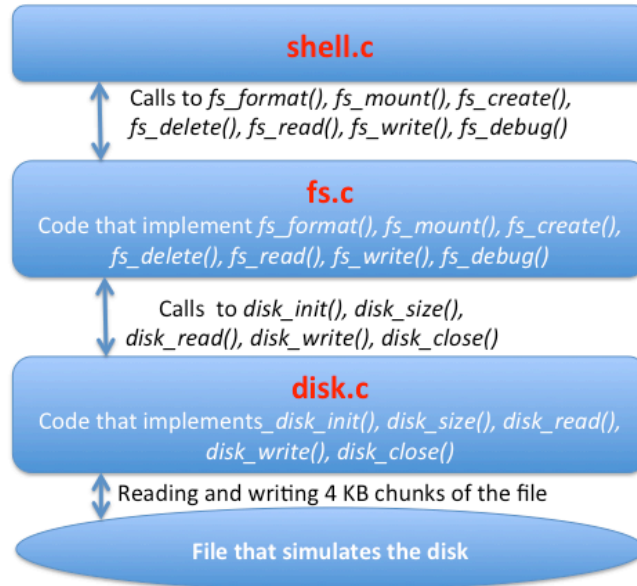 shell.c
Calls to fs_format(), fs_mount(), fs_create(),
fs_delete(), fs_read(), fs_write(), fs_debug()
fs.c
Code that implement fs_format(), fs_mount(), fs_create(),
fs_delete(), fs_read(), fs_write(), fs_debug()
Calls to disk_init(), disk_size(),
disk_read(), disk_write(), disk_close()
disk.c
Code that implements_disk_init(), disk_size(), disk_read(),
disk_write(), disk_close()
Reading and writing 4 KB chunks of the file
File that simulates the disk